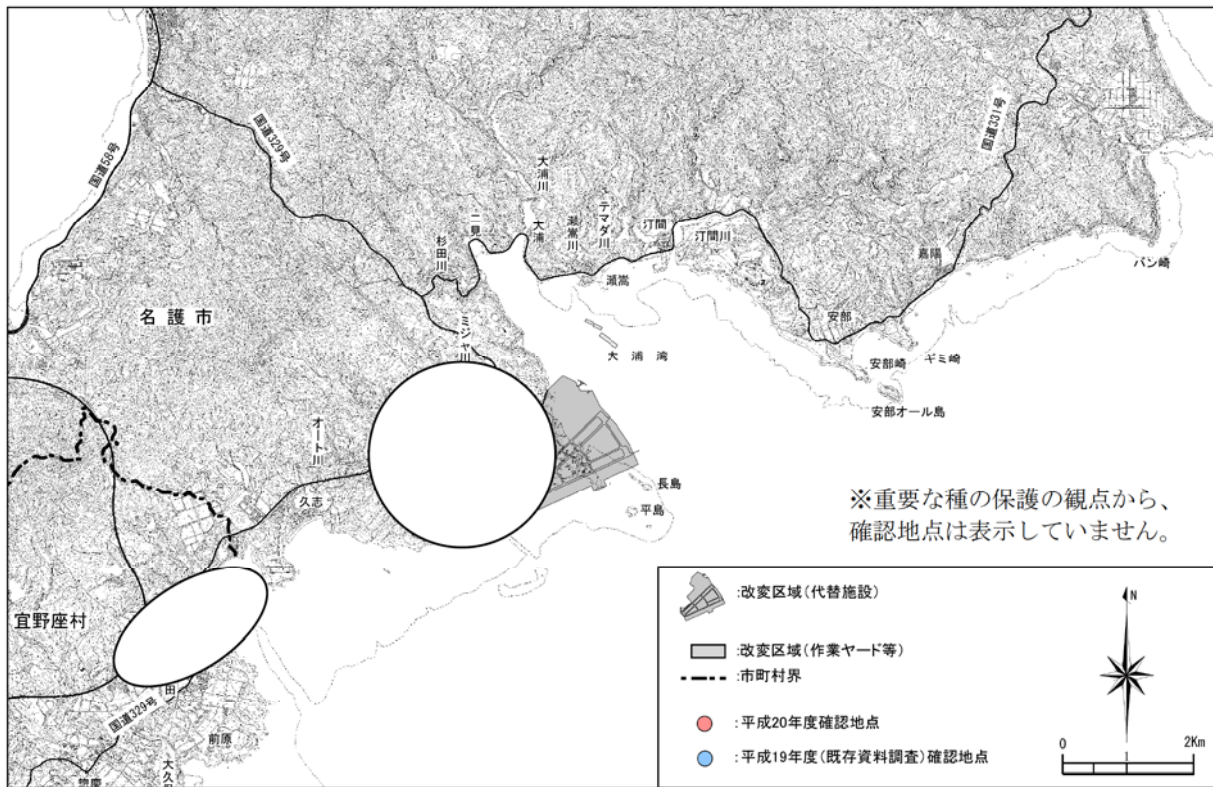 国道58号
国道329号
国道331号
大浦川
二見
大浦
瀬嵩川
テマダ川
汀間
汀間川
杉田川
瀬嵩
嘉陽
バン崎
名護市
ミジャ川
大浦湾
安部
安部崎
ギミ崎
安部オール島
オート川
久志
長島
平島
※重要な種の保護の観点から、
確認地点は表示していません。
宜野座村
田
国道329号
前原
惣慶
:改変区域(代替施設)
:改変区域(作業ヤード等)
:市町村界
:平成20年度確認地点
:平成19年度(既存資料調査)確認地点
N
0 1 2Km